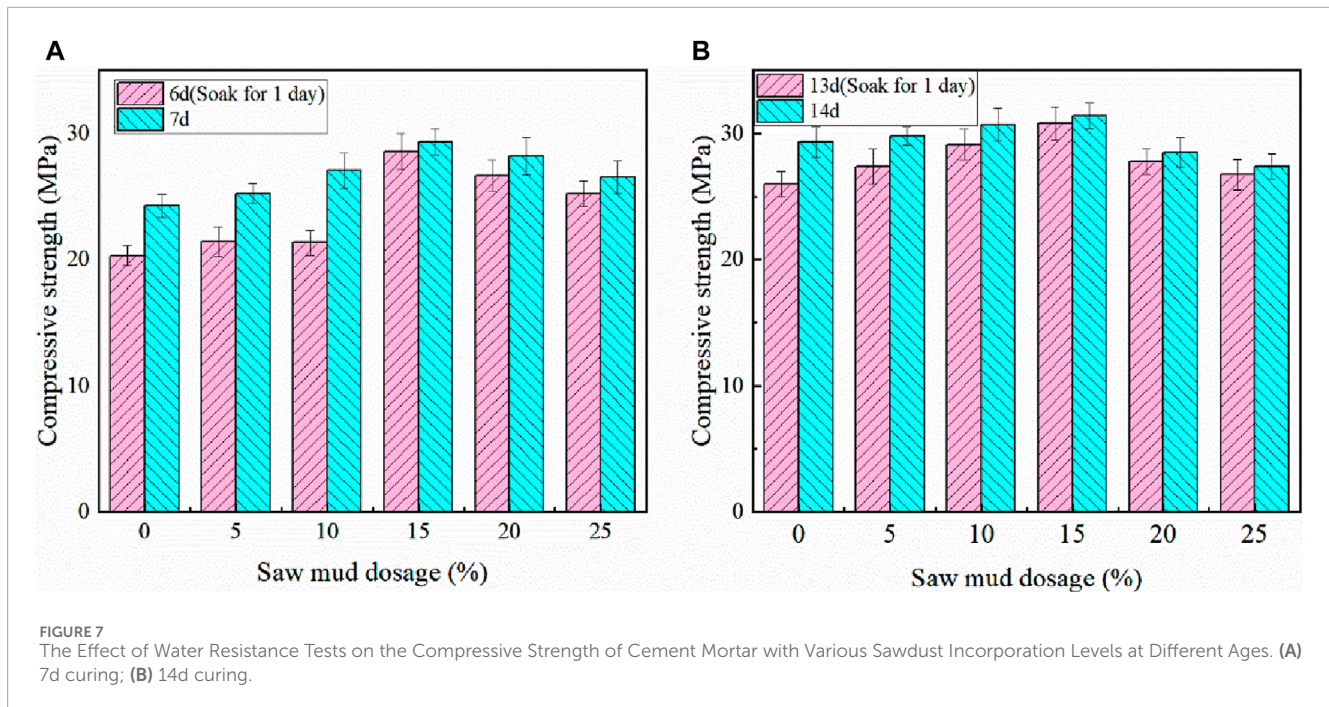 A
6d(Soak for 1 day)
7d
Compressive strength (MPa)
30
20
10
0
0 5 10 15 20 25
Saw mud dosage (%)
B
13d(Soak for 1 day)
14d
Compressive strength (MPa)
30
20
10
0
0 5 10 15 20 25
Saw mud dosage (%)
FIGURE 7
The Effect of Water Resistance Tests on the Compressive Strength of Cement Mortar with Various Sawdust Incorporation Levels at Different Ages. (A)
7d curing; (B) 14d curing.